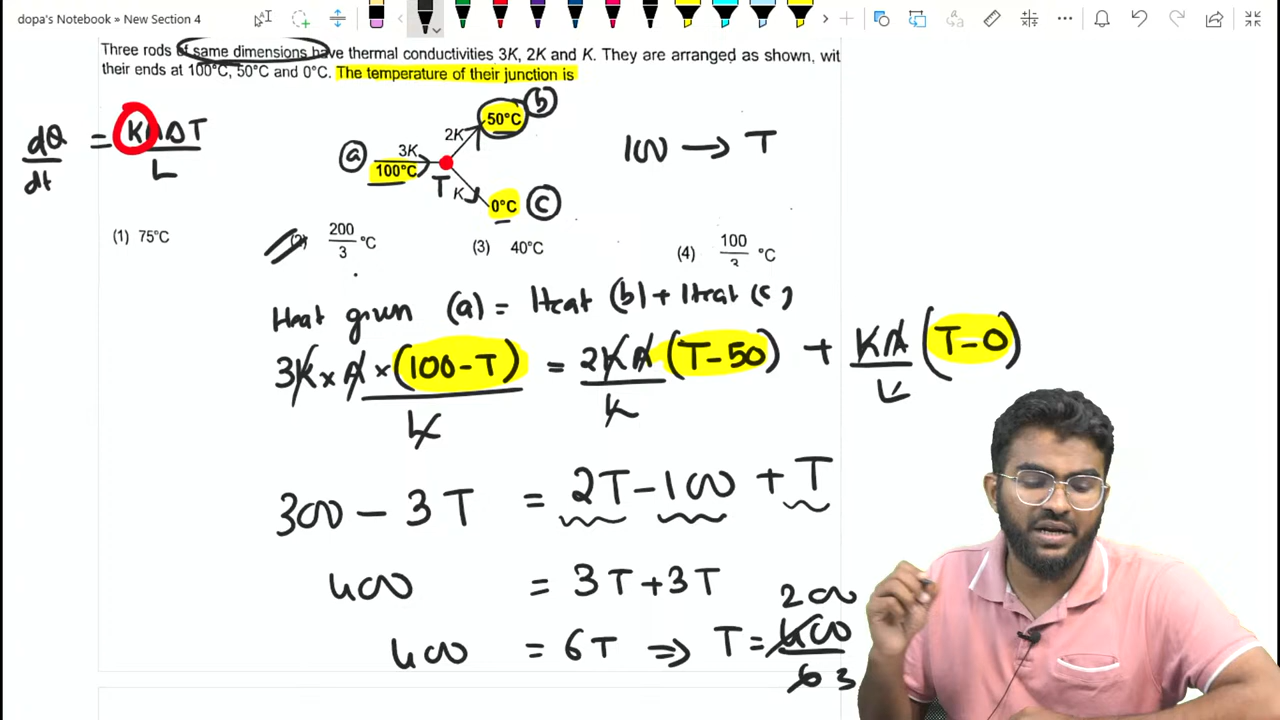 dopa's Notebook » New Section 4
Three rods of same dimensions have thermal conductivities 3K, 2K and K. They are arranged as shown, wit
their ends at 100°C, 50°C and 0°C. The temperature of their junction is
dQ/dt = KAΔT/L
(a) 3K 100°C T
2K 50°C (b)
K 0°C (c)
100 → T
(1) 75°C (2) 200/3 °C (3) 40°C (4) 100/3 °C
Heat given (a) = Heat (b) + Heat (c)
3K × A × (100-T)/L = 2KA/L (T-50) + KA/L (T-0)
300 - 3T = 2T - 100 + T
400 = 3T + 3T
400 = 6T ⇒ T = 400/6 200/3